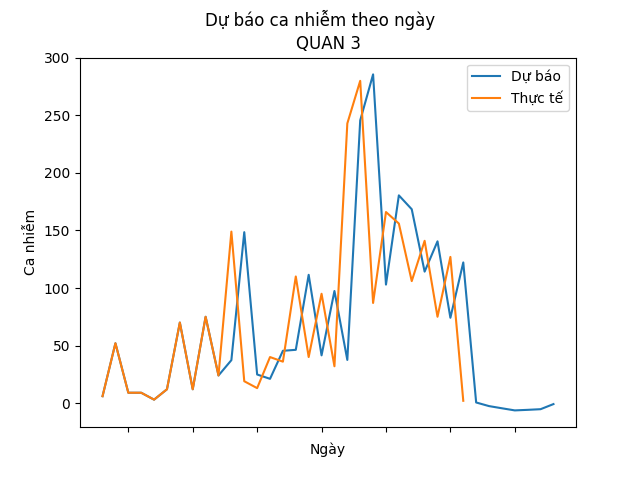 Dự báo ca nhiễm theo ngày
QUAN 3
300
250
200
150
100
50
0
Ca nhiễm
Ngày
Dự báo
Thực tế